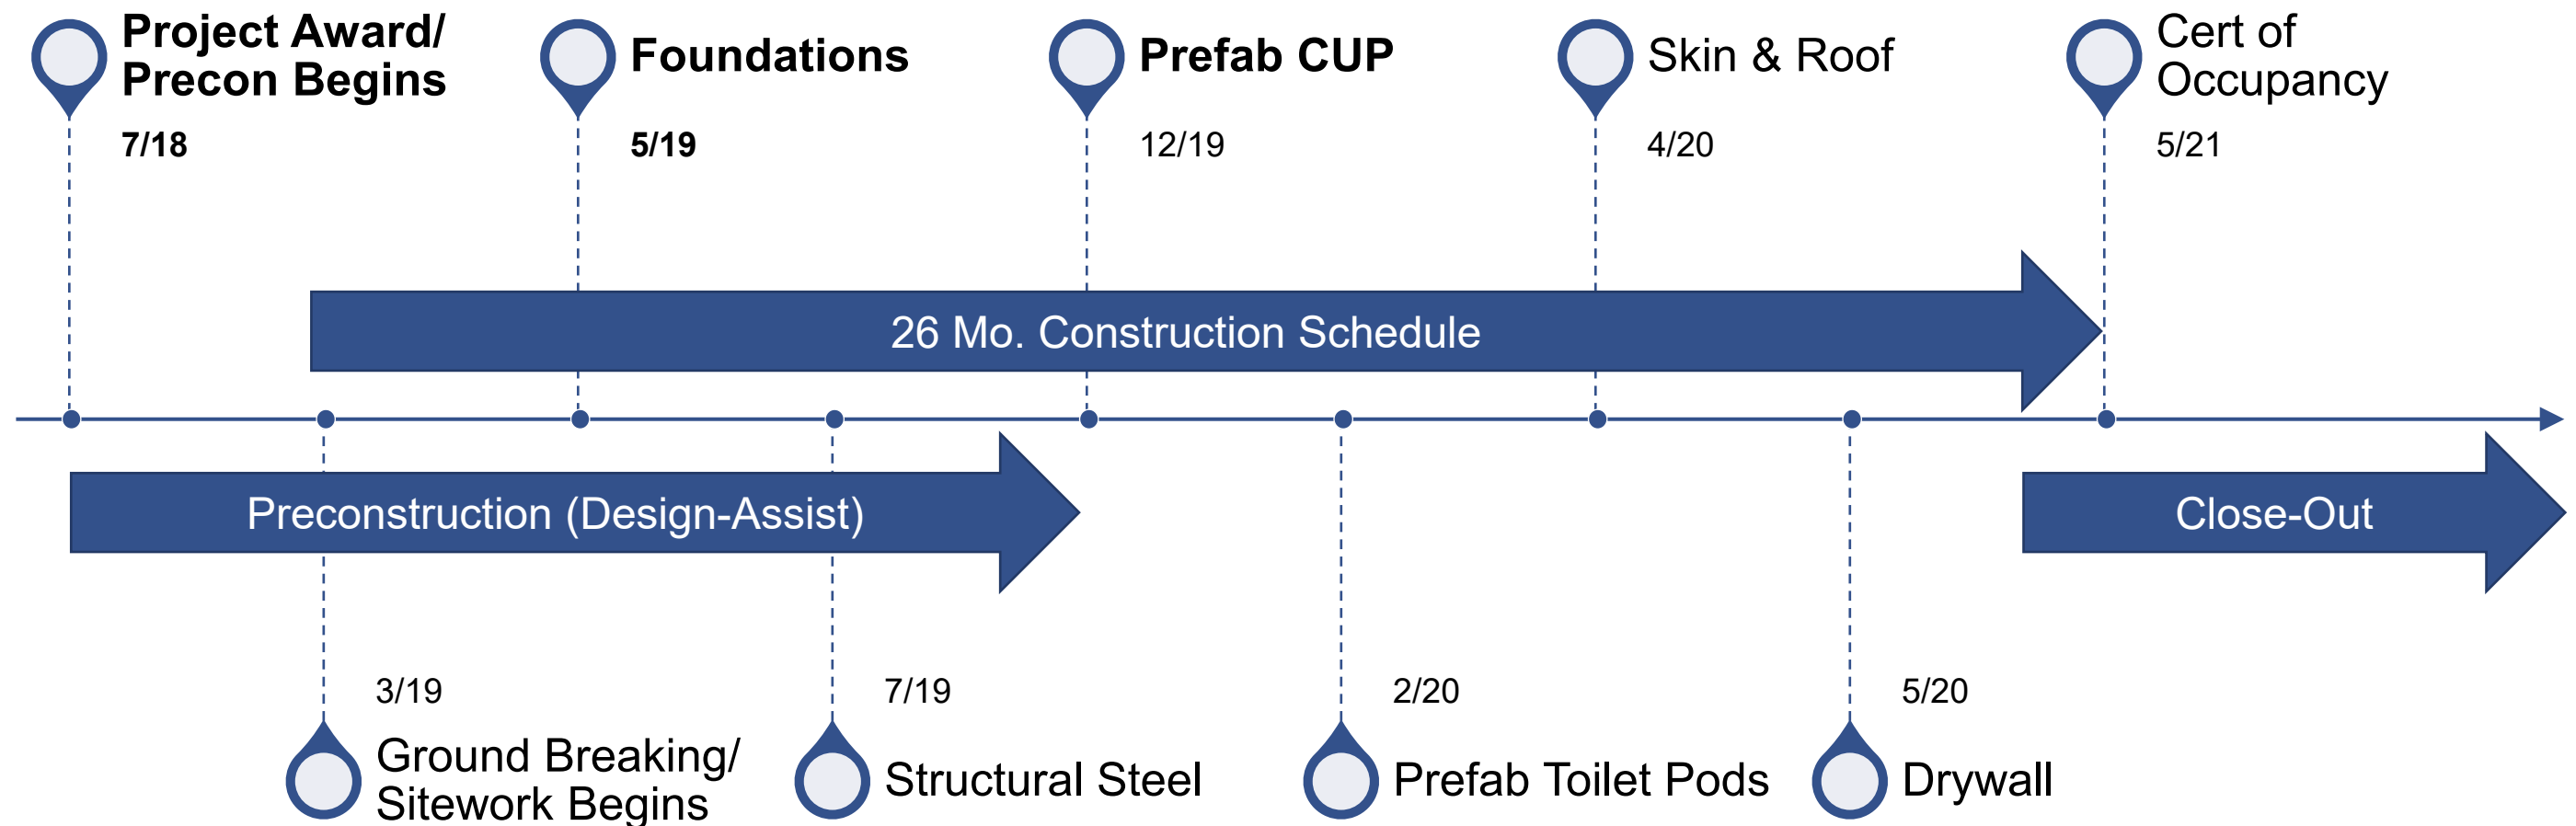 Project Award/
Precon Begins
7/18
Foundations
5/19
Prefab CUP
12/19
Skin & Roof
4/20
Cert of
Occupancy
5/21
26 Mo. Construction Schedule
Preconstruction (Design-Assist)
Close-Out
3/19
Ground Breaking/
Sitework Begins
7/19
Structural Steel
2/20
Prefab Toilet Pods
5/20
Drywall